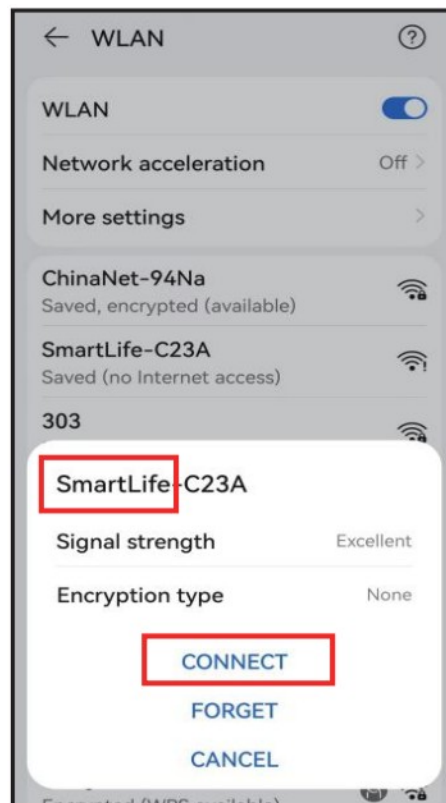 WLAN
WLAN
Network acceleration Off
More settings
ChinaNet-94Na
Saved, encrypted (available)
SmartLife-C23A
Saved (no Internet access)
303
SmartLife-C23A
Signal strength Excellent
Encryption type None
CONNECT
FORGET
CANCEL